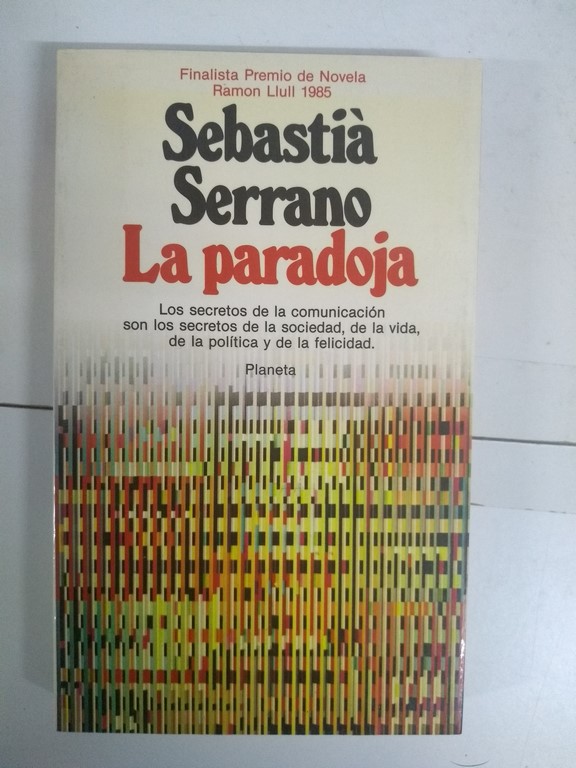 Finalista Premio de Novela
Ramon Llull 1985
Sebastià
Serrano
La paradoja
Los secretos de la comunicación
son los secretos de la sociedad, de la vida,
de la política y de la felicidad.
Planeta